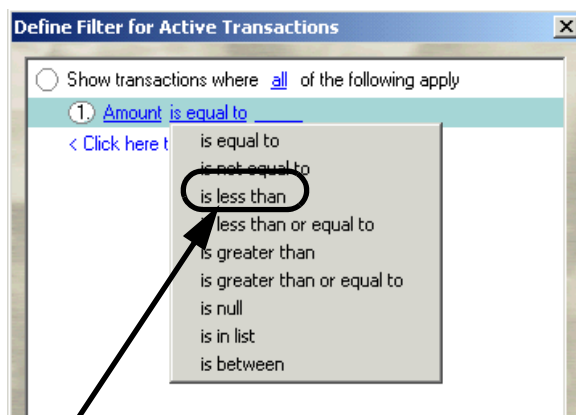 Define Filter for Active Transactions
Show transactions where all of the following apply
1. Amount is equal to
< Click here t
is equal to
is not equal to
is less than
is less than or equal to
is greater than
is greater than or equal to
is null
is in list
is between